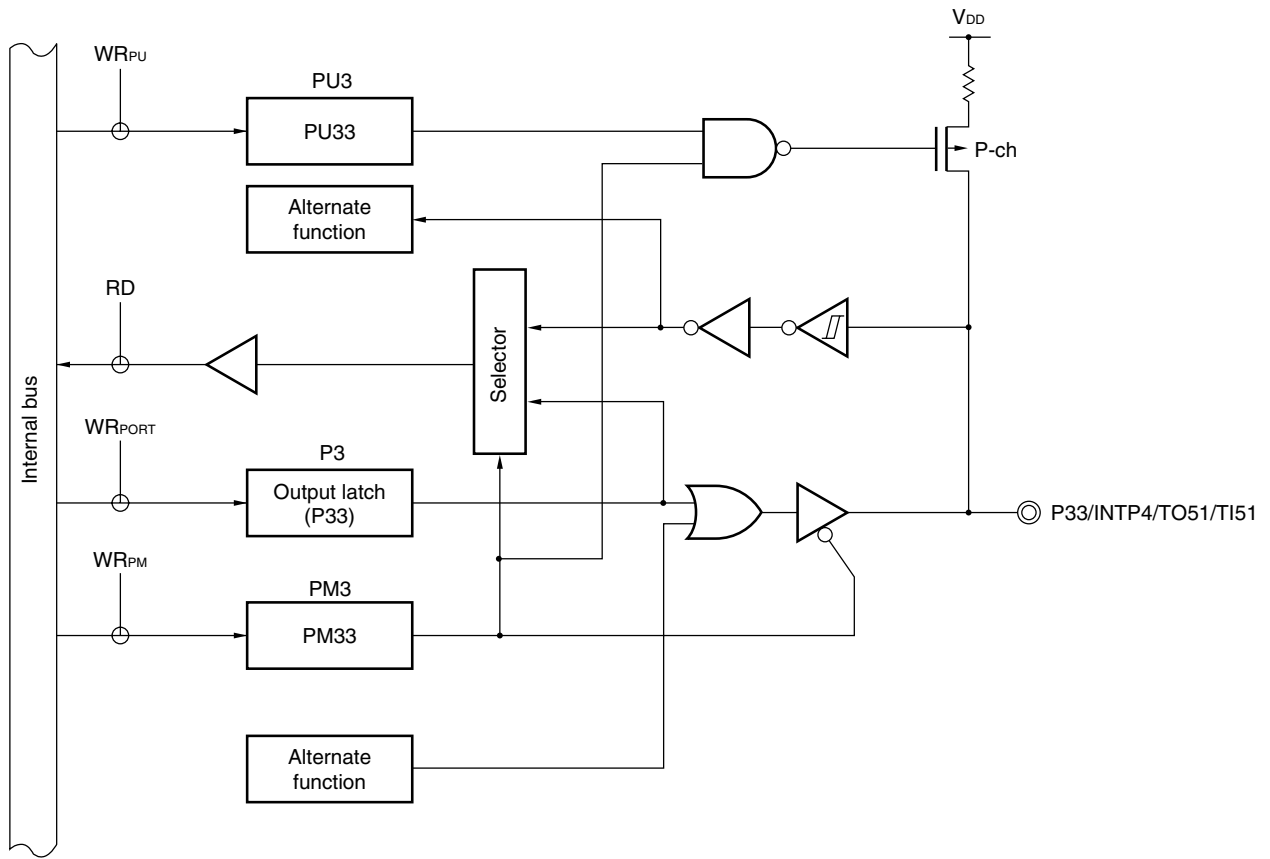 VDD
WRPU
PU3
PU33
P-ch
Alternate
function
RD
Selector
Internal bus
WRPORT
P3
Output latch
(P33)
P33/INTP4/TO51/TI51
WRPM
PM3
PM33
Alternate
function